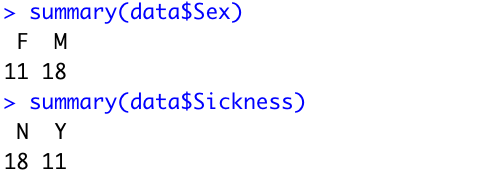 > summary(data$Sex)
F M
11 18
> summary(data$Sickness)
N Y
18 11